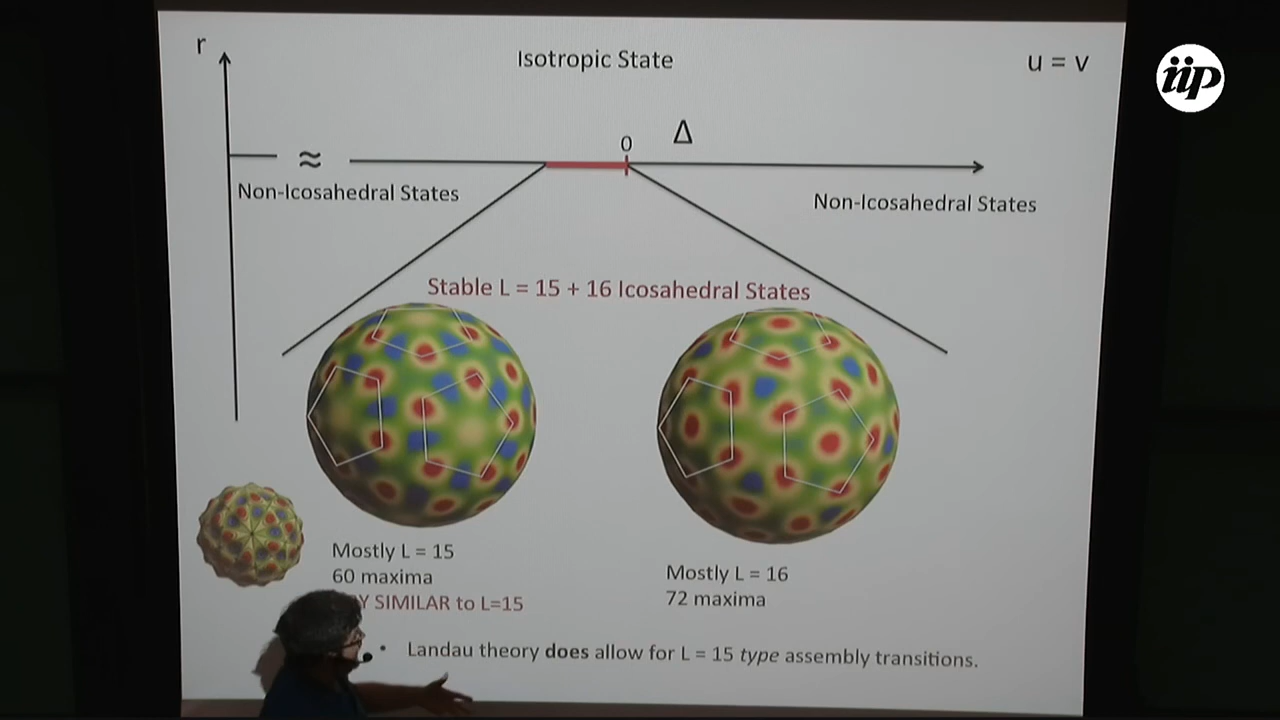 r
Isotropic State
u = v
iip
0
Δ
≈
Non-Icosahedral States
Non-Icosahedral States
Stable L = 15 + 16 Icosahedral States
Mostly L = 15
60 maxima
SIMILAR to L=15
Mostly L = 16
72 maxima
• Landau theory does allow for L = 15 type assembly transitions.